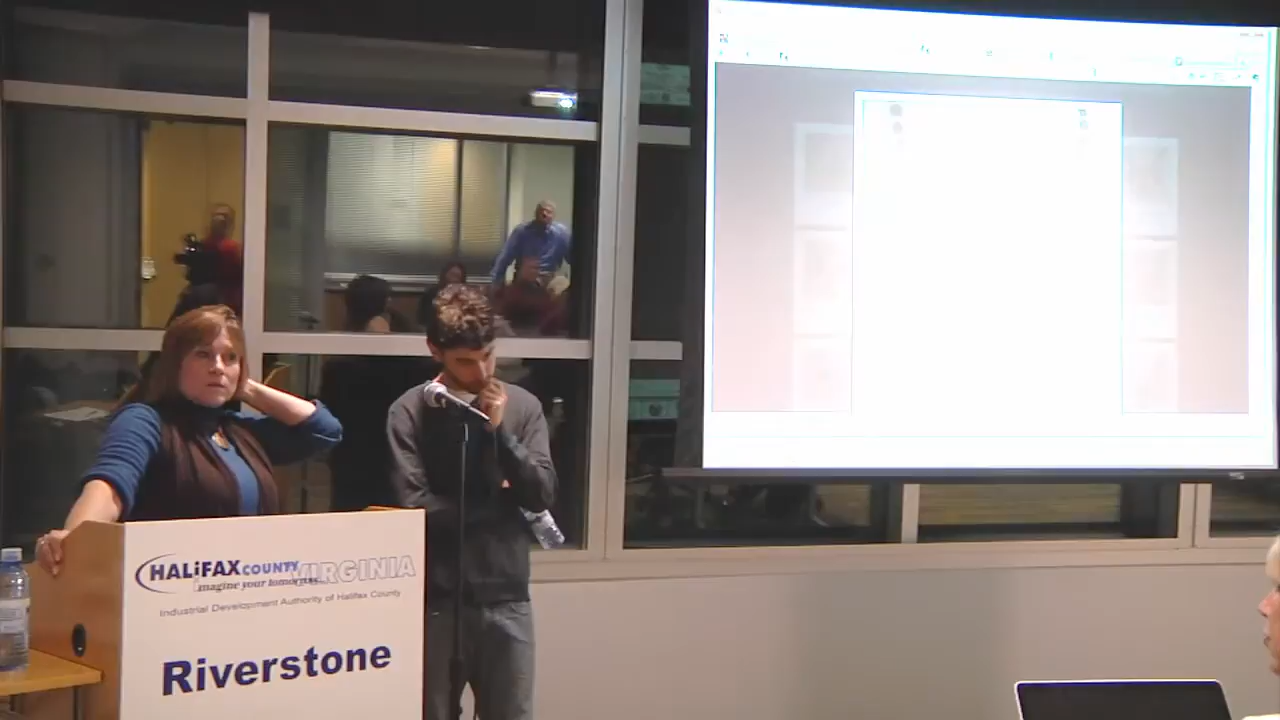 HALiFAX COUNTY VIRGINIA
imagine your tomorrow...
Industrial Development Authority of Halifax County
Riverstone